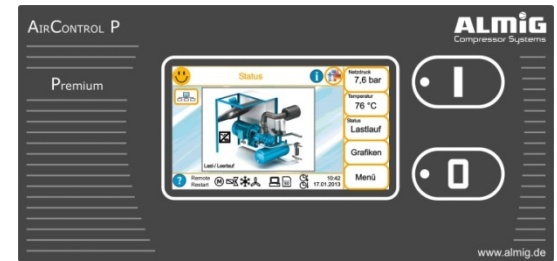 AIRCONTROL P
ALMiG
Compressor Systems
Premium
Status
Netzdruck
7,6 bar
Temperatur
76 °C
Status
Lastlauf
Grafiken
Menü
Last-/Leerlauf
Remote
Restart
10:42
17.01.2013
www.almig.de